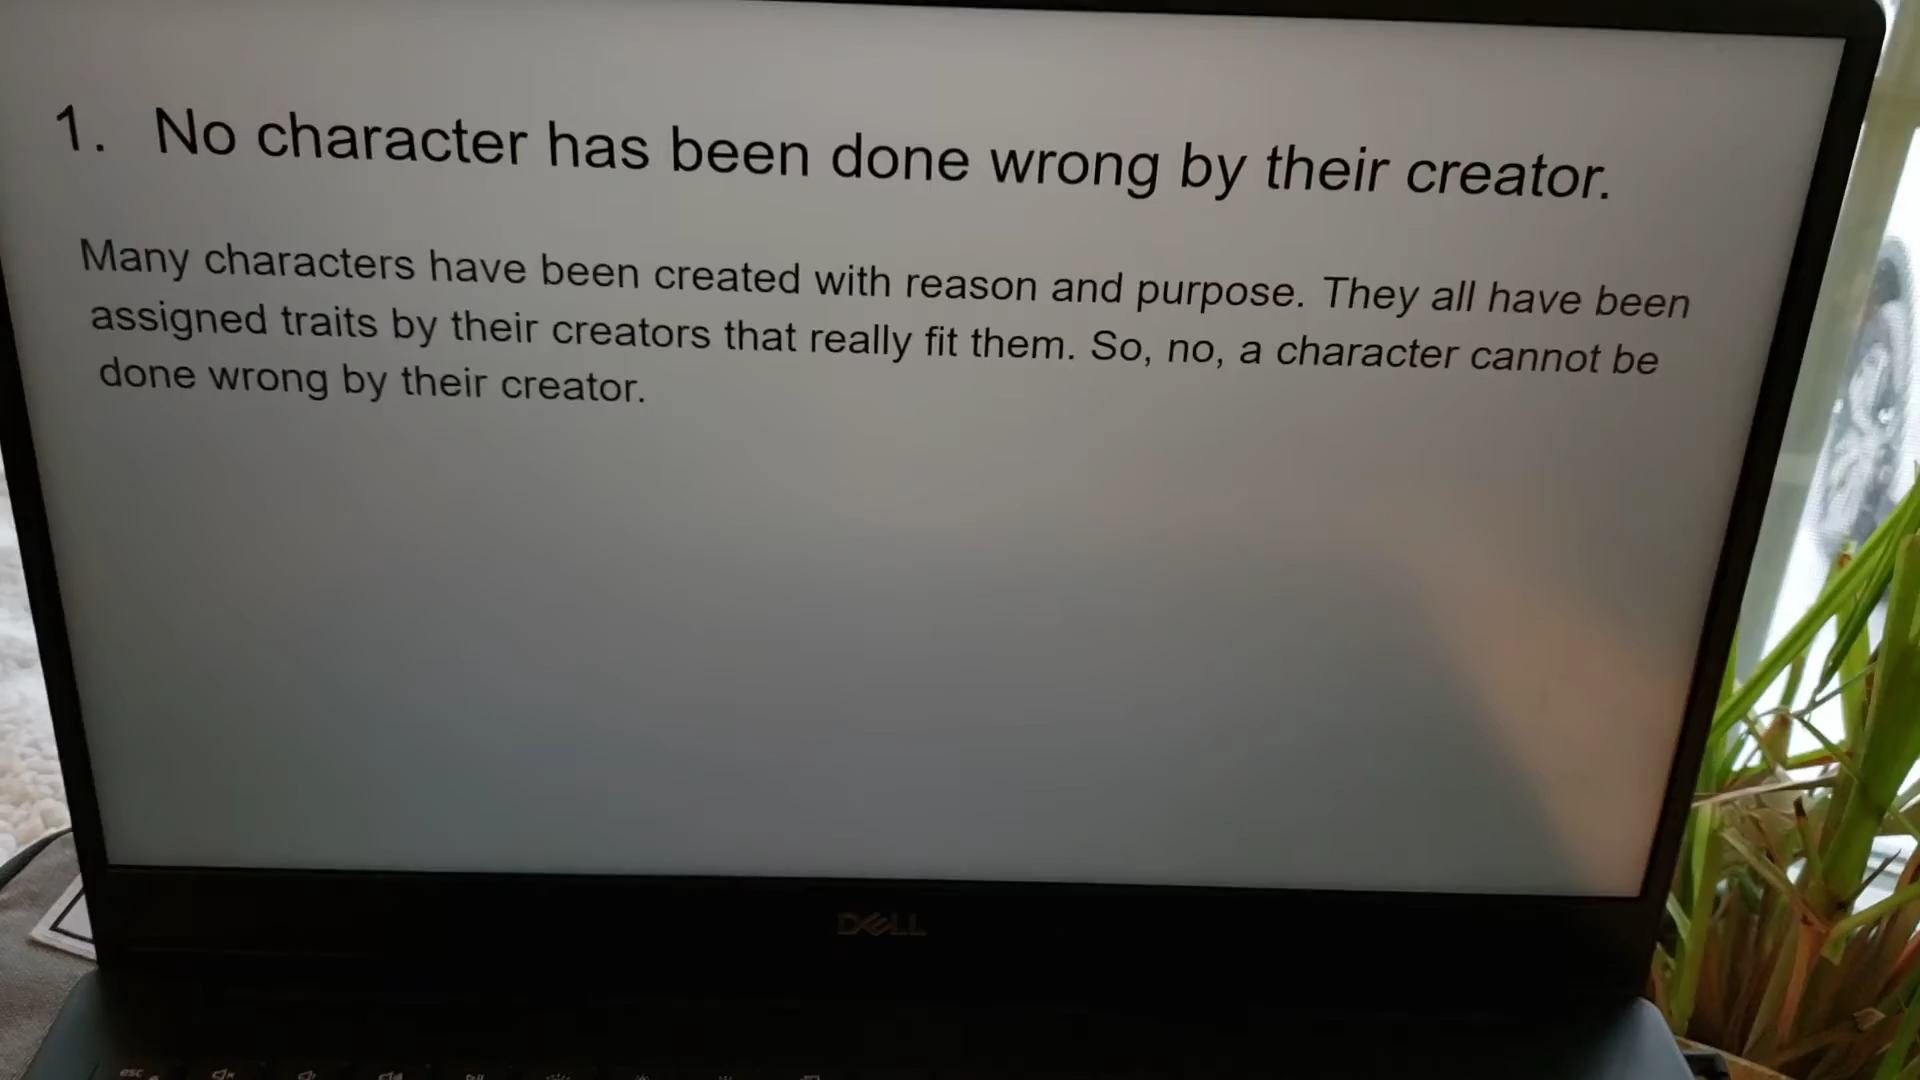 1. No character has been done wrong by their creator.
Many characters have been created with reason and purpose. They all have been
assigned traits by their creators that really fit them. So, no, a character cannot be
done wrong by their creator.
DELL
esc